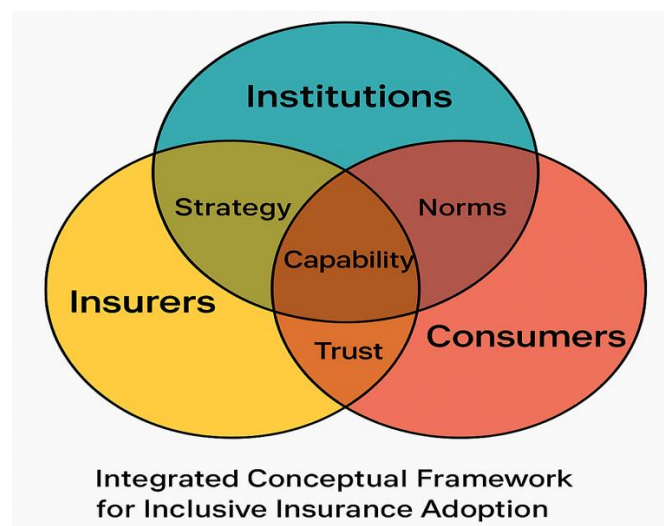 Institutions
Strategy
Norms
Capability
Insurers
Consumers
Trust
Integrated Conceptual Framework
for Inclusive Insurance Adoption